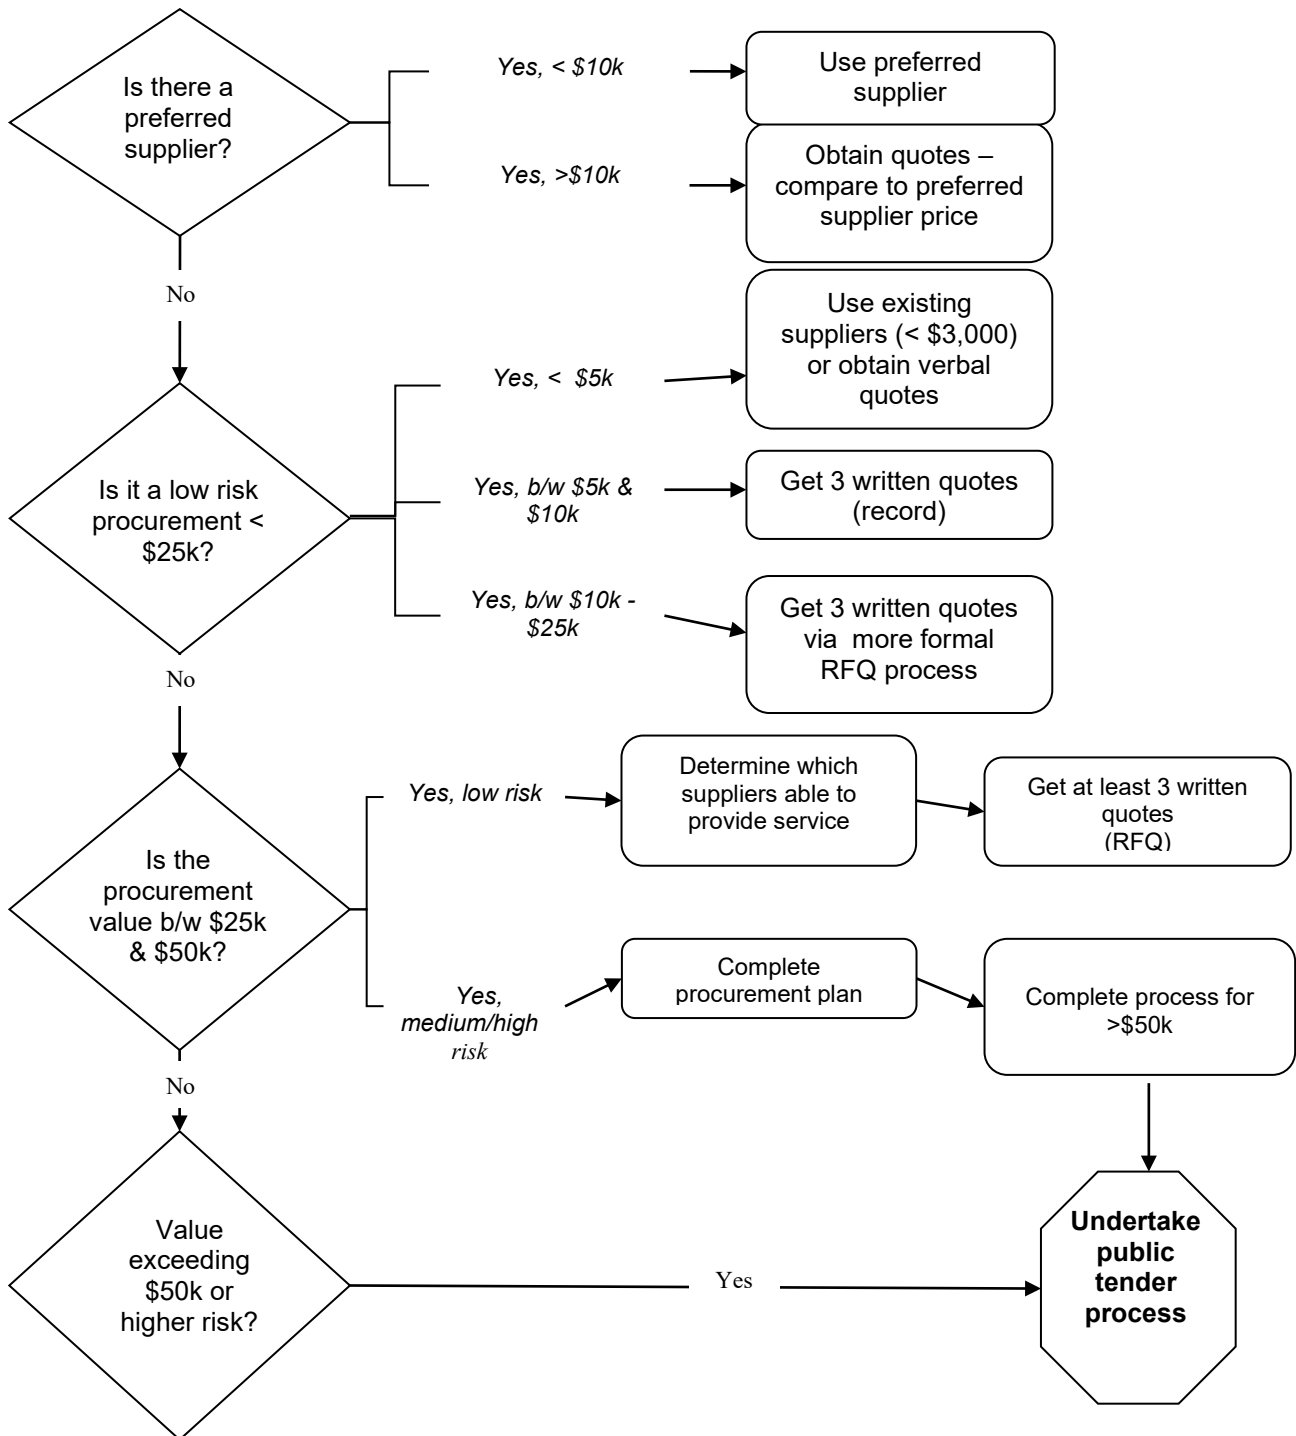 Is there a
preferred
supplier?
Yes, < $10k
Use preferred
supplier
Yes, >$10k
Obtain quotes –
compare to preferred
supplier price
No
Is it a low risk
procurement <
$25k?
Yes, < $5k
Use existing
suppliers (< $3,000)
or obtain verbal
quotes
Yes, b/w $5k &
$10k
Get 3 written quotes
(record)
Yes, b/w $10k -
$25k
Get 3 written quotes
via more formal
RFQ process
No
Is the
procurement
value b/w $25k
& $50k?
Yes, low risk
Determine which
suppliers able to
provide service
Get at least 3 written
quotes
(RFQ)
Yes,
medium/high
risk
Complete
procurement plan
Complete process for
>$50k
No
Value
exceeding
$50k or
higher risk?
Yes
Undertake
public
tender
process